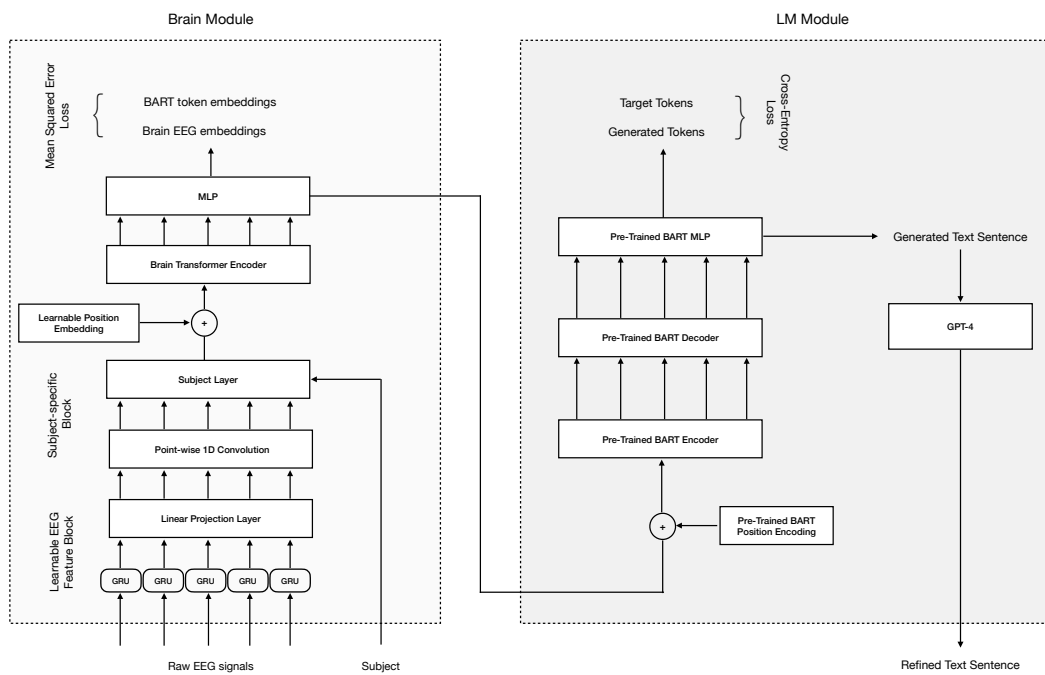 Brain Module
Mean Squared Error
Loss
BART token embeddings
Brain EEG embeddings
MLP
Brain Transformer Encoder
Learnable Position
Embedding
+
Subject-specific
Block
Subject Layer
Point-wise 1D Convolution
Learnable EEG
Feature Block
Linear Projection Layer
GRU GRU GRU GRU GRU
Raw EEG signals
Subject
LM Module
Target Tokens
Generated Tokens
Cross-Entropy
Loss
Pre-Trained BART MLP
Generated Text Sentence
GPT-4
Pre-Trained BART Decoder
Pre-Trained BART Encoder
+
Pre-Trained BART
Position Encoding
Refined Text Sentence